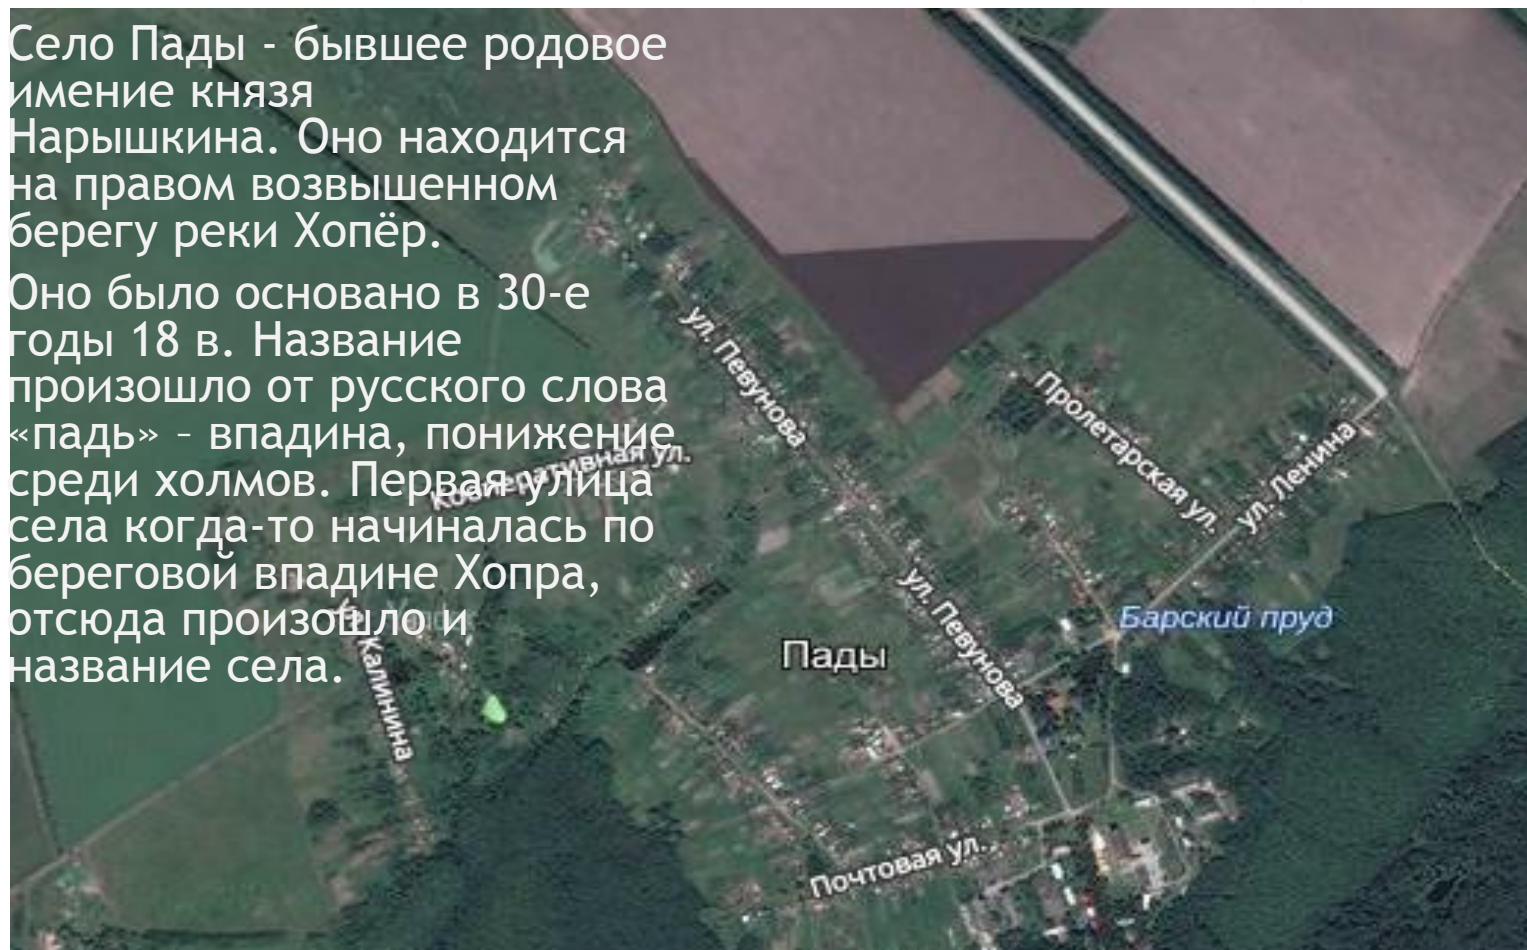 Село Пады - бывшее родовое
имение князя
Нарышкина. Оно находится
на правом возвышенном
берегу реки Хопёр.
Оно было основано в 30-е
годы 18 в. Название
произошло от русского слова
«падь» – впадина, понижение
среди холмов. Первая улица
села когда-то начиналась по
береговой впадине Хопра,
отсюда произошло и
название села.
ул. Певунова
Пролетарская ул.
ул. Ленина
Кооперативная ул.
ул. Певунова
Барский пруд
Пады
ул. Калинина
Почтовая ул.